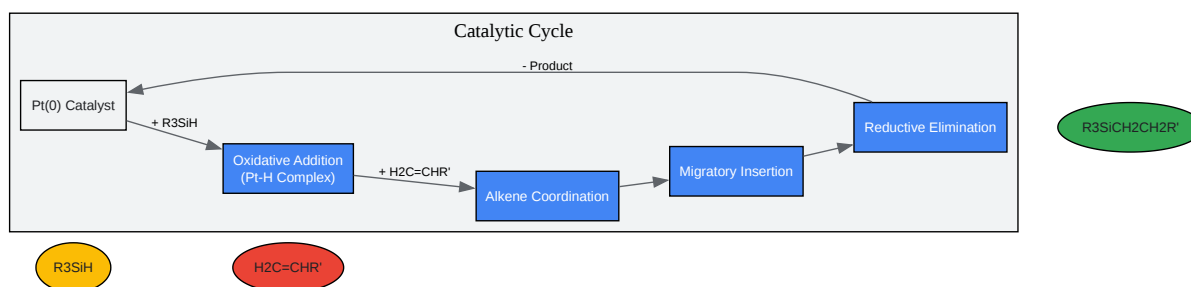 Catalytic Cycle
- Product
Pt(0) Catalyst
+ R3SiH
Oxidative Addition
(Pt-H Complex)
+ H2C=CHR'
Alkene Coordination
Migratory Insertion
Reductive Elimination
R3SiCH2CH2R'
R3SiH
H2C=CHR'